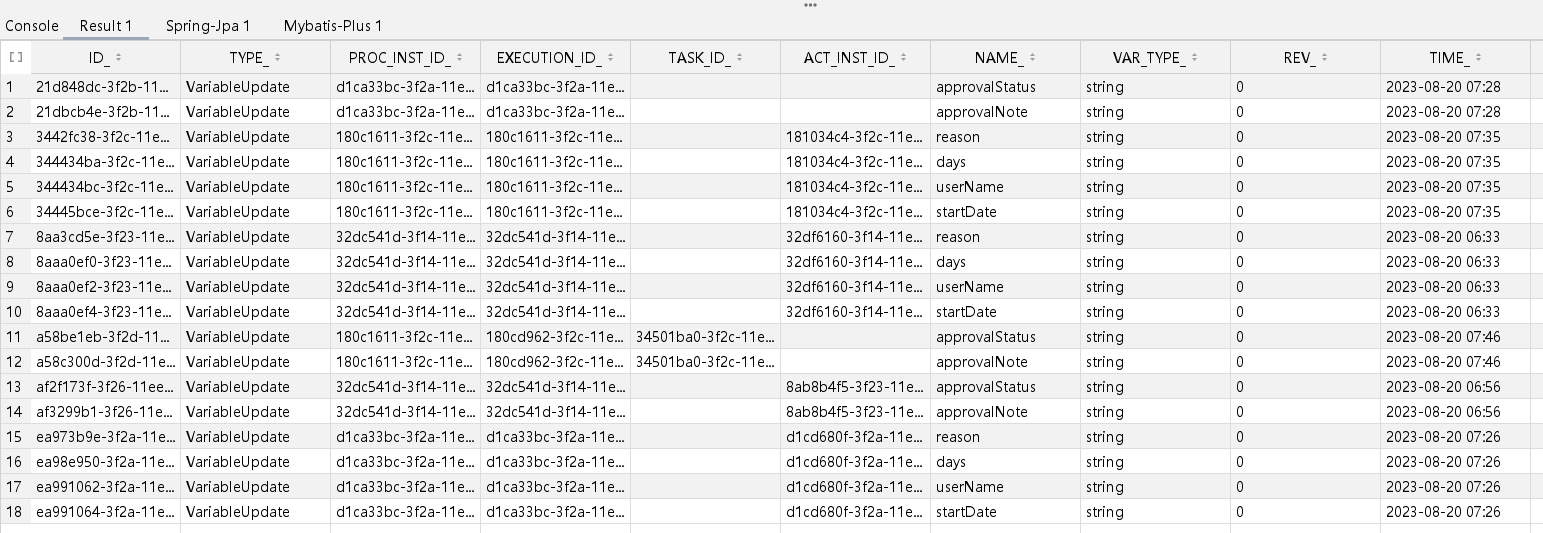 Console Result 1 Spring-Jpa 1 Mybatis-Plus 1
ID_ TYPE_ PROC_INST_ID_ EXECUTION_ID_ TASK_ID_ ACT_INST_ID_ NAME_ VAR_TYPE_ REV_ TIME_
1 21d848dc-3f2b-11... VariableUpdate d1ca33bc-3f2a-11e... d1ca33bc-3f2a-11e... approvalStatus string 0 2023-08-20 07:28
2 21dbcb4e-3f2b-11... VariableUpdate d1ca33bc-3f2a-11e... d1ca33bc-3f2a-11e... approvalNote string 0 2023-08-20 07:28
3 3442fc38-3f2c-11e... VariableUpdate 180c1611-3f2c-11e... 180c1611-3f2c-11e... 181034c4-3f2c-11e... reason string 0 2023-08-20 07:35
4 344434ba-3f2c-11e... VariableUpdate 180c1611-3f2c-11e... 180c1611-3f2c-11e... 181034c4-3f2c-11e... days string 0 2023-08-20 07:35
5 344434bc-3f2c-11e... VariableUpdate 180c1611-3f2c-11e... 180c1611-3f2c-11e... 181034c4-3f2c-11e... userName string 0 2023-08-20 07:35
6 34445bce-3f2c-11e... VariableUpdate 180c1611-3f2c-11e... 180c1611-3f2c-11e... 181034c4-3f2c-11e... startDate string 0 2023-08-20 07:35
7 8aa3cd5e-3f23-11e... VariableUpdate 32dc541d-3f14-11e... 32dc541d-3f14-11e... 32df6160-3f14-11e... reason string 0 2023-08-20 06:33
8 8aaa0ef0-3f23-11e... VariableUpdate 32dc541d-3f14-11e... 32dc541d-3f14-11e... 32df6160-3f14-11e... days string 0 2023-08-20 06:33
9 8aaa0ef2-3f23-11e... VariableUpdate 32dc541d-3f14-11e... 32dc541d-3f14-11e... 32df6160-3f14-11e... userName string 0 2023-08-20 06:33
10 8aaa0ef4-3f23-11e... VariableUpdate 32dc541d-3f14-11e... 32dc541d-3f14-11e... 32df6160-3f14-11e... startDate string 0 2023-08-20 06:33
11 a58be1eb-3f2d-11... VariableUpdate 180c1611-3f2c-11e... 180cd962-3f2c-11e... 34501ba0-3f2c-11e... approvalStatus string 0 2023-08-20 07:46
12 a58c300d-3f2d-11... VariableUpdate 180c1611-3f2c-11e... 180cd962-3f2c-11e... 34501ba0-3f2c-11e... approvalNote string 0 2023-08-20 07:46
13 af2f173f-3f26-11ee... VariableUpdate 32dc541d-3f14-11e... 32dc541d-3f14-11e... 8ab8b4f5-3f23-11e... approvalStatus string 0 2023-08-20 06:56
14 af3299b1-3f26-11e... VariableUpdate 32dc541d-3f14-11e... 32dc541d-3f14-11e... 8ab8b4f5-3f23-11e... approvalNote string 0 2023-08-20 06:56
15 ea973b9e-3f2a-11e... VariableUpdate d1ca33bc-3f2a-11e... d1ca33bc-3f2a-11e... d1cd680f-3f2a-11e... reason string 0 2023-08-20 07:26
16 ea98e950-3f2a-11e... VariableUpdate d1ca33bc-3f2a-11e... d1ca33bc-3f2a-11e... d1cd680f-3f2a-11e... days string 0 2023-08-20 07:26
17 ea991062-3f2a-11e... VariableUpdate d1ca33bc-3f2a-11e... d1ca33bc-3f2a-11e... d1cd680f-3f2a-11e... userName string 0 2023-08-20 07:26
18 ea991064-3f2a-11e... VariableUpdate d1ca33bc-3f2a-11e... d1ca33bc-3f2a-11e... d1cd680f-3f2a-11e... startDate string 0 2023-08-20 07:26